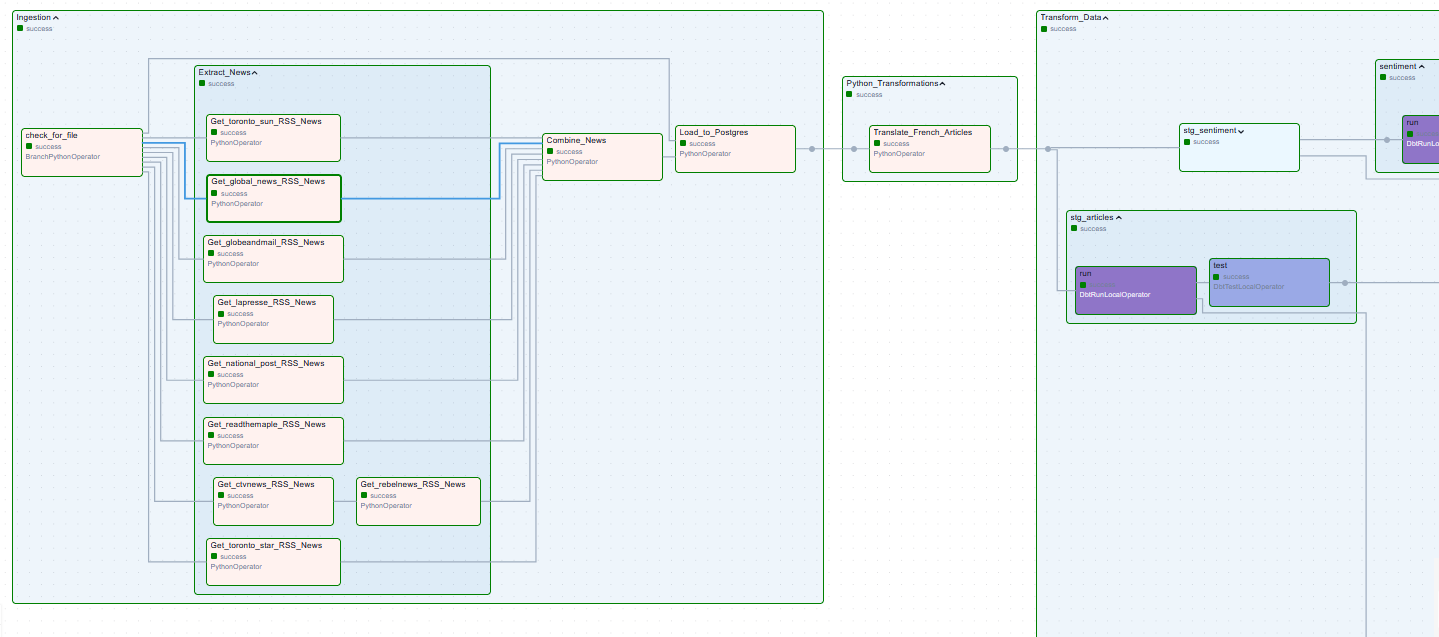 Ingestion
success
check_for_file
success
BranchPythonOperator
Extract_News
success
Get_toronto_sun_RSS_News
success
PythonOperator
Get_global_news_RSS_News
success
PythonOperator
Get_globeandmail_RSS_News
success
PythonOperator
Get_lapresse_RSS_News
success
PythonOperator
Get_national_post_RSS_News
success
PythonOperator
Get_readthemaple_RSS_News
success
PythonOperator
Get_ctvnews_RSS_News
success
PythonOperator
Get_rebelnews_RSS_News
success
PythonOperator
Get_toronto_star_RSS_News
success
PythonOperator
Combine_News
success
PythonOperator
Load_to_Postgres
success
PythonOperator
Python_Transformations
success
Translate_French_Articles
success
PythonOperator
Transform_Data
success
stg_sentiment
success
sentiment
success
run
DbtRunLo
stg_articles
success
run
success
DbtRunLocalOperator
test
success
DbtTestLocalOperator